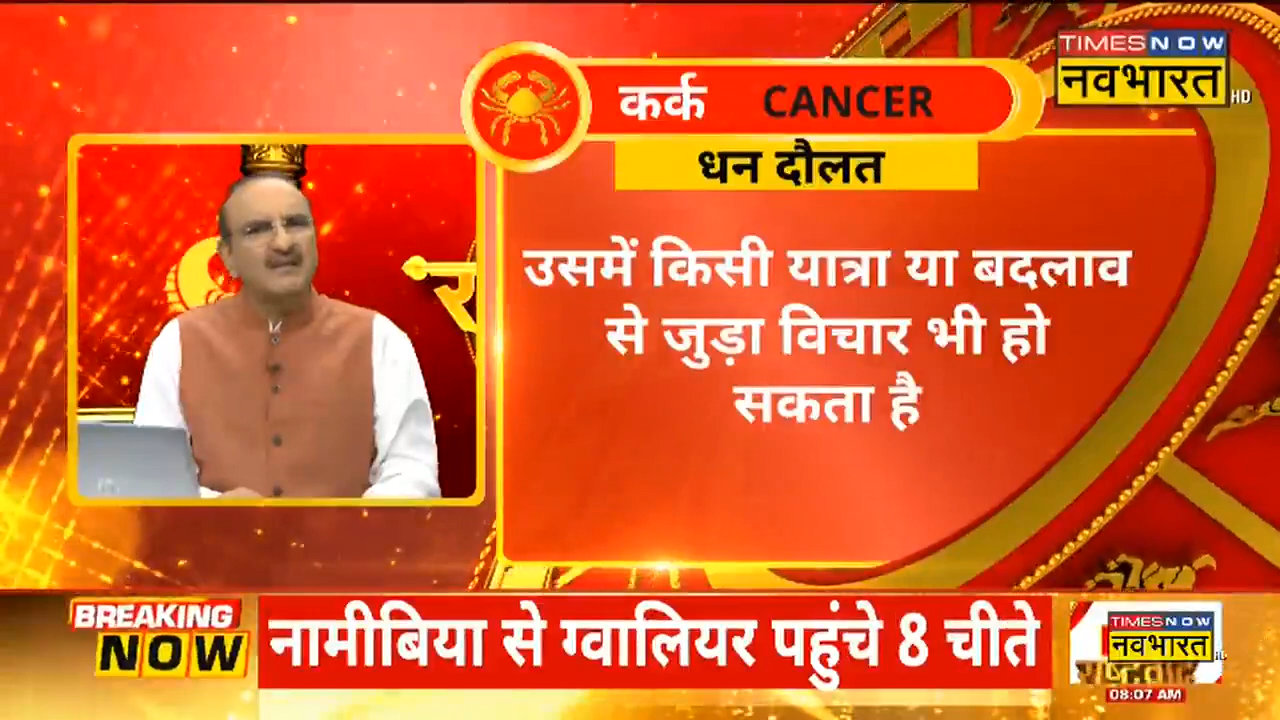 कर्क CANCER
TIMES NOW
नवभारत
HD
धन दौलत
उसमें किसी यात्रा या बदलाव
से जुड़ा विचार भी हो
सकता है
BREAKING
NOW
नामीबिया से ग्वालियर पहुंचे 8 चीते
TIMES NOW
नवभारत
08:07 AM